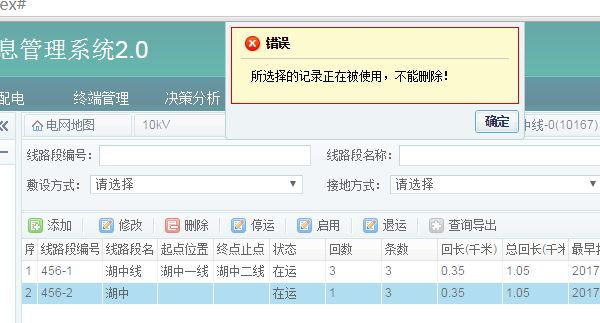 ex#
息管理系统2.0
错误
所选择的记录正在被使用，不能删除！
确定
配电 终端管理 决策分析
电网地图 10kV 中线-0(10167)
线路段编号： 线路段名称：
敷设方式： 请选择 接地方式： 请选择
添加 修改 删除 停运 启用 退运 查询导出
序 线路段编号 线路段名 起点位置 终点止点 状态 回数 条数 回长(千米) 总回长(千米 最早投
1 456-1 湖中线 湖中一线 湖中二线 在运 3 3 0.35 1.05 2017
2 456-2 湖中 在运 1 3 0.35 1.05 2017